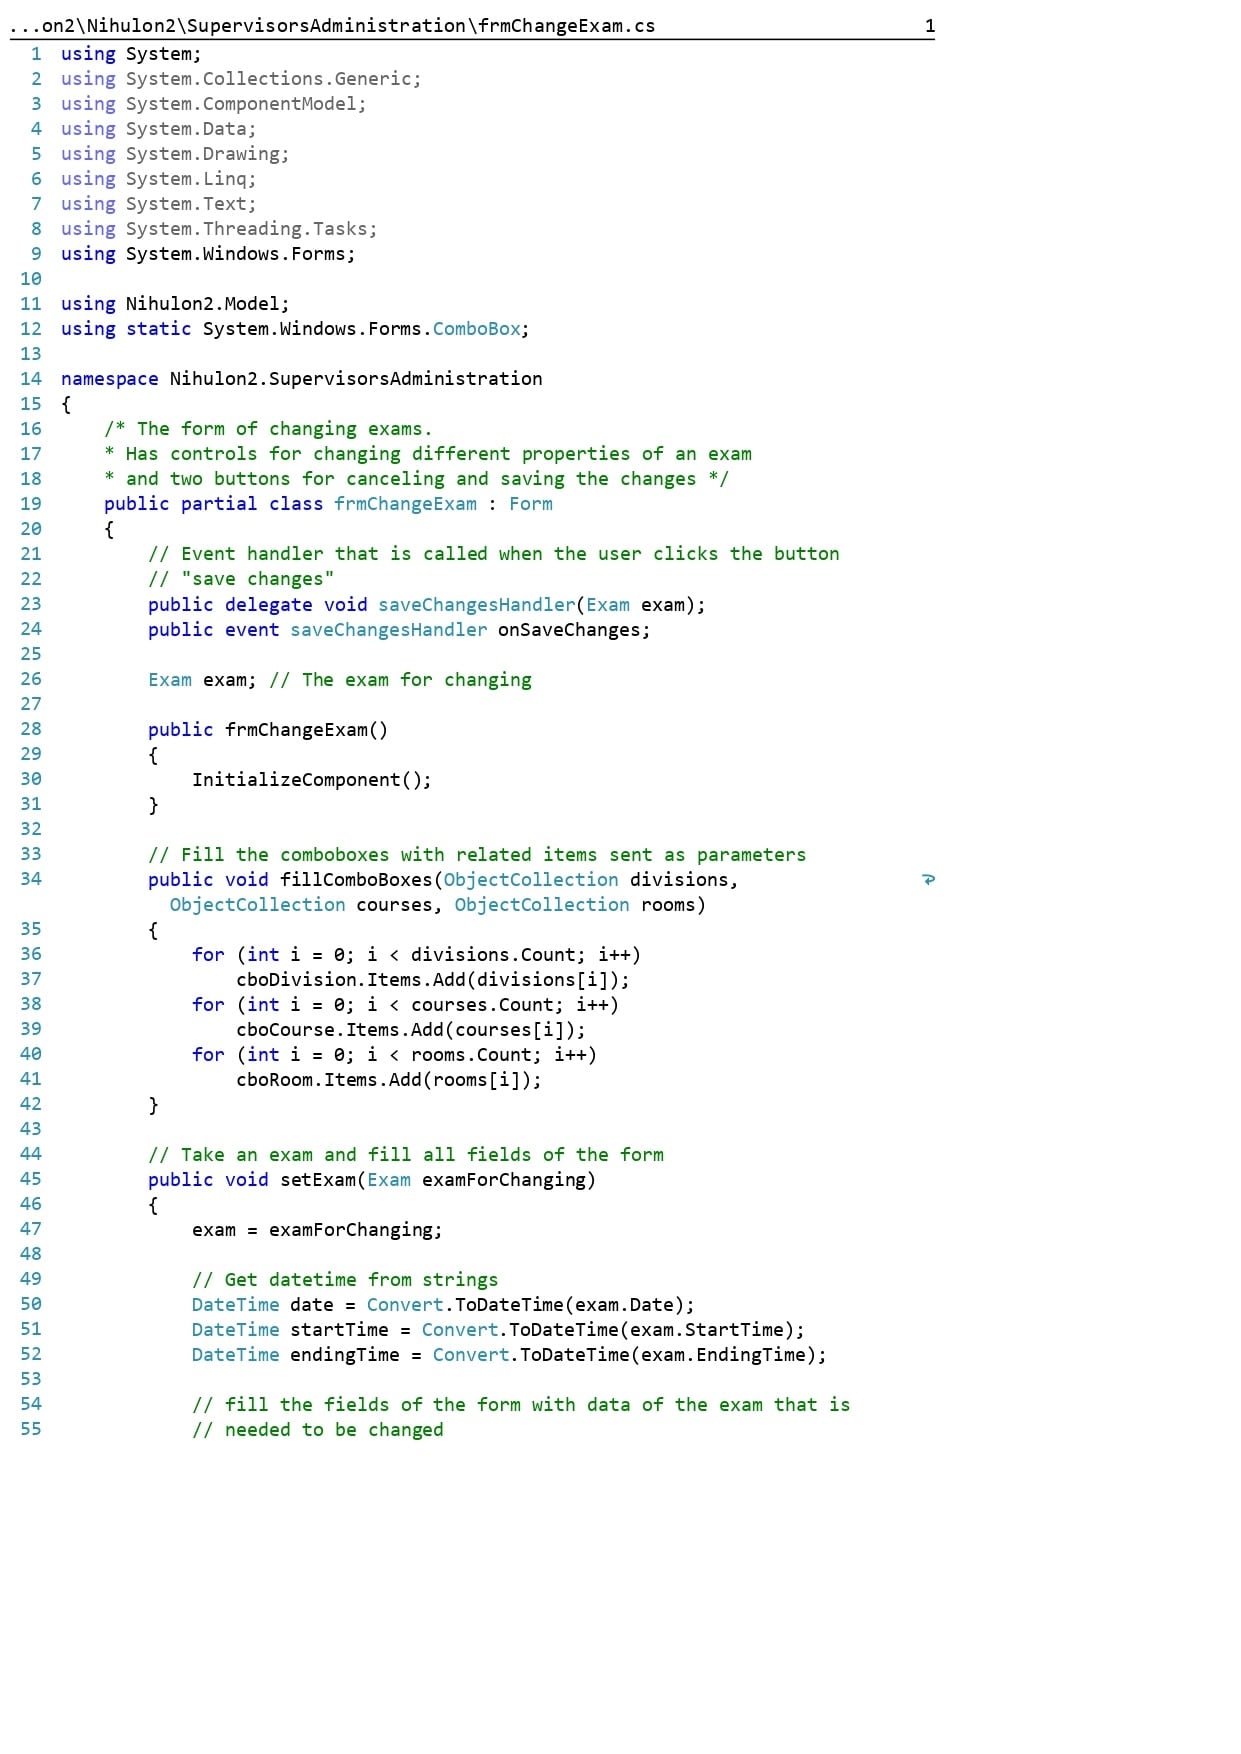 ...on2\Nihulon2\SupervisorsAdministration\frmChangeExam.cs 1
1 using System;
2 using System.Collections.Generic;
3 using System.ComponentModel;
4 using System.Data;
5 using System.Drawing;
6 using System.Linq;
7 using System.Text;
8 using System.Threading.Tasks;
9 using System.Windows.Forms;
10
11 using Nihulon2.Model;
12 using static System.Windows.Forms.ComboBox;
13
14 namespace Nihulon2.SupervisorsAdministration
15 {
16     /* The form of changing exams.
17     * Has controls for changing different properties of an exam
18     * and two buttons for canceling and saving the changes */
19     public partial class frmChangeExam : Form
20     {
21         // Event handler that is called when the user clicks the button
22         // "save changes"
23         public delegate void saveChangesHandler(Exam exam);
24         public event saveChangesHandler onSaveChanges;
25
26         Exam exam; // The exam for changing
27
28         public frmChangeExam()
29         {
30             InitializeComponent();
31         }
32
33         // Fill the comboboxes with related items sent as parameters
34         public void fillComboBoxes(ObjectCollection divisions,
           ObjectCollection courses, ObjectCollection rooms)
35         {
36             for (int i = 0; i < divisions.Count; i++)
37                 cboDivision.Items.Add(divisions[i]);
38             for (int i = 0; i < courses.Count; i++)
39                 cboCourse.Items.Add(courses[i]);
40             for (int i = 0; i < rooms.Count; i++)
41                 cboRoom.Items.Add(rooms[i]);
42         }
43
44         // Take an exam and fill all fields of the form
45         public void setExam(Exam examForChanging)
46         {
47             exam = examForChanging;
48
49             // Get datetime from strings
50             DateTime date = Convert.ToDateTime(exam.Date);
51             DateTime startTime = Convert.ToDateTime(exam.StartTime);
52             DateTime endingTime = Convert.ToDateTime(exam.EndingTime);
53
54             // fill the fields of the form with data of the exam that is
55             // needed to be changed